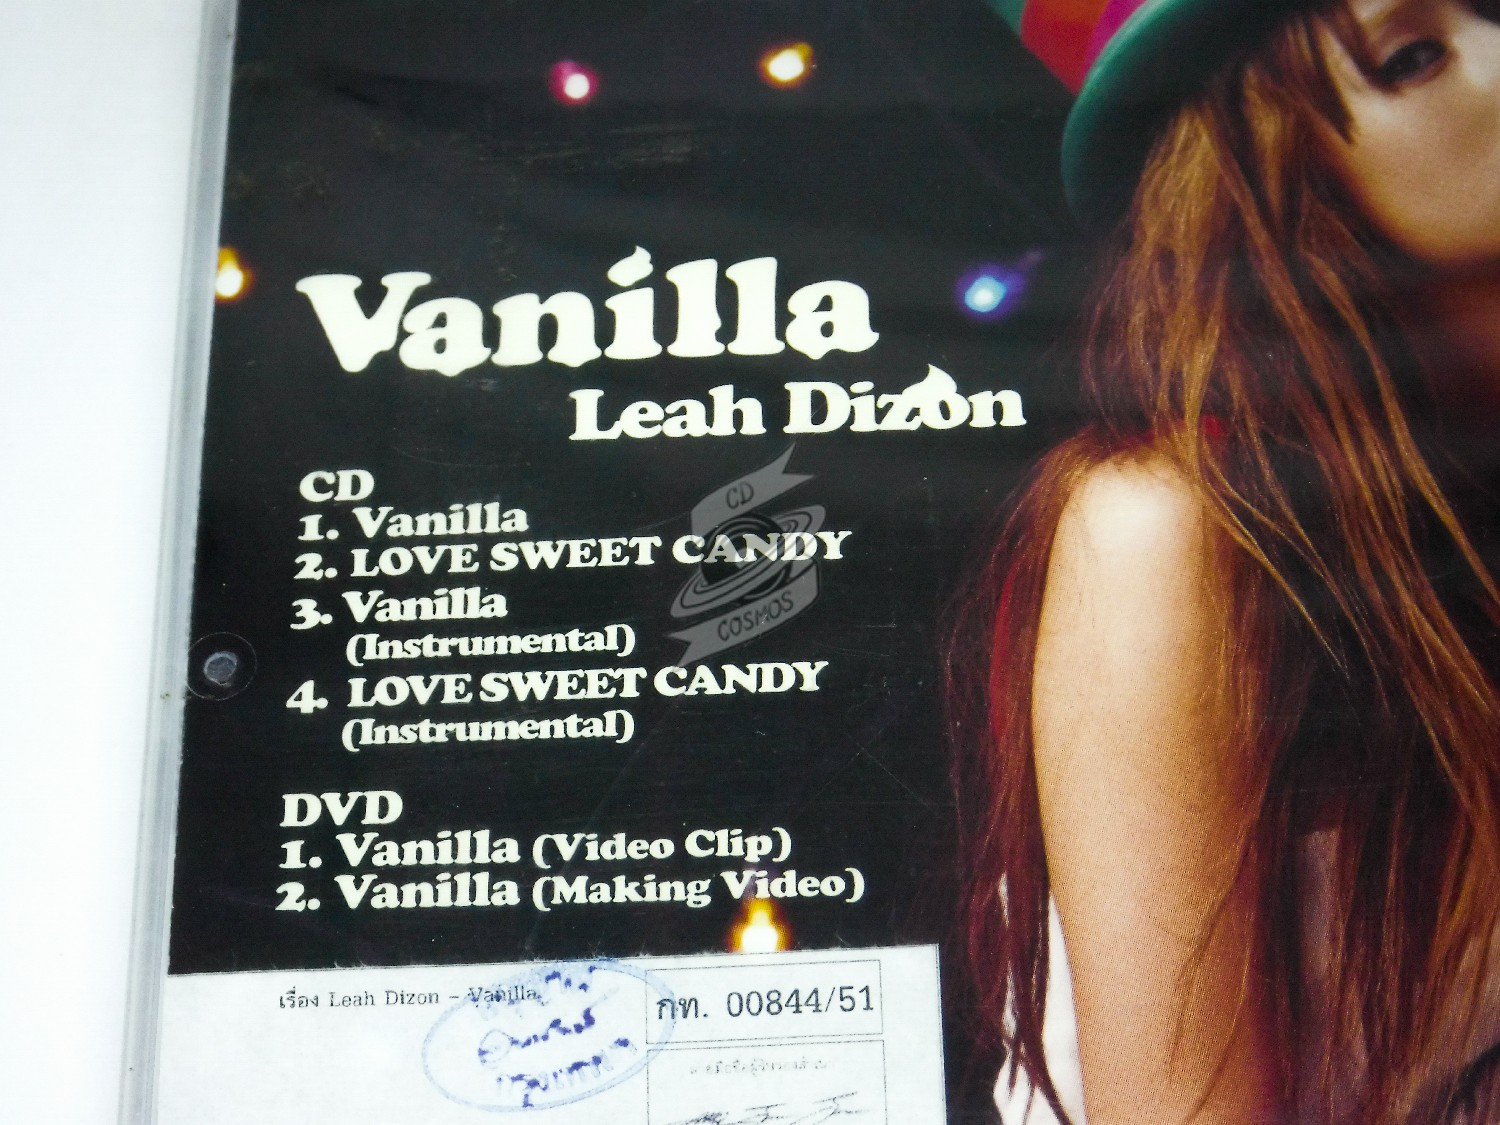 Vanilla
Leah Dizon
CD
1. Vanilla
2. LOVE SWEET CANDY
3. Vanilla
(Instrumental)
4. LOVE SWEET CANDY
(Instrumental)
DVD
1. Vanilla (Video Clip)
2. Vanilla (Making Video)
CD
COSMOS
เรื่อง Leah Dizon - Vanilla
กท. 00844/51